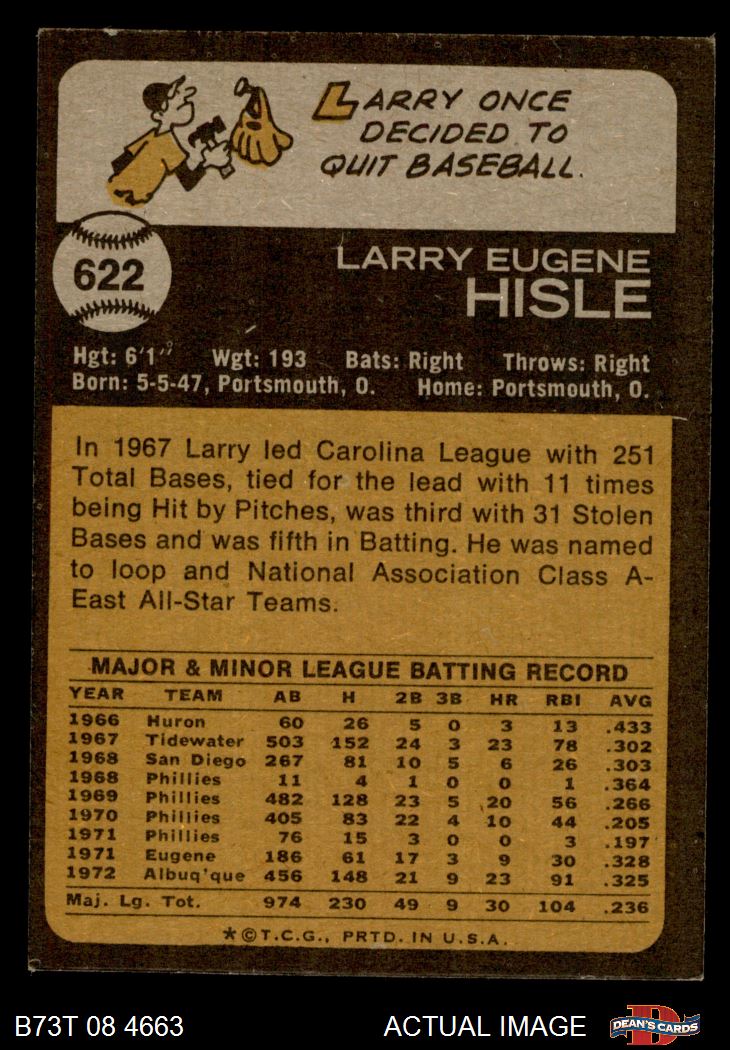 LARRY ONCE
DECIDED TO
QUIT BASEBALL.
622
LARRY EUGENE
HISLE
Hgt: 6'1" Wgt: 193 Bats: Right Throws: Right
Born: 5-5-47, Portsmouth, O. Home: Portsmouth, O.
In 1967 Larry led Carolina League with 251
Total Bases, tied for the lead with 11 times
being Hit by Pitches, was third with 31 Stolen
Bases and was fifth in Batting. He was named
to loop and National Association Class A-
East All-Star Teams.
MAJOR & MINOR LEAGUE BATTING RECORD
YEAR TEAM AB H 2B 3B HR RBI AVG
1966 Huron 60 26 5 0 3 13 .433
1967 Tidewater 503 152 24 3 23 78 .302
1968 San Diego 267 81 10 5 6 26 .303
1968 Phillies 11 4 1 0 0 1 .364
1969 Phillies 482 128 23 5 20 56 .266
1970 Phillies 405 83 22 4 10 44 .205
1971 Phillies 76 15 3 0 0 3 .197
1971 Eugene 186 61 17 3 9 30 .328
1972 Albuq'que 456 148 21 9 23 91 .325
Maj. Lg. Tot. 974 230 49 9 30 104 .236
*©T.C.G., PRTD. IN U.S.A.
B73T 08 4663 ACTUAL IMAGE DEAN'S CARDS